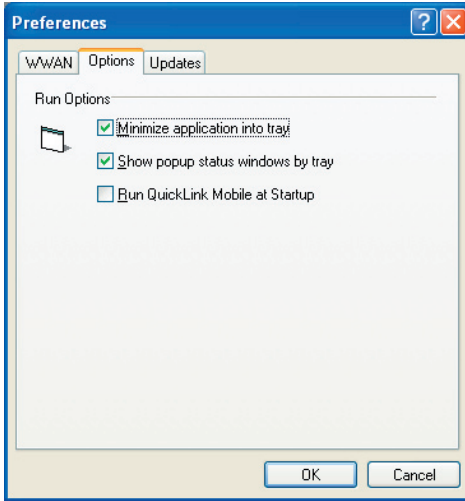 Preferences
WWAN Options Updates
Run Options
Minimize application into tray
Show popup status windows by tray
Run QuickLink Mobile at Startup
OK Cancel